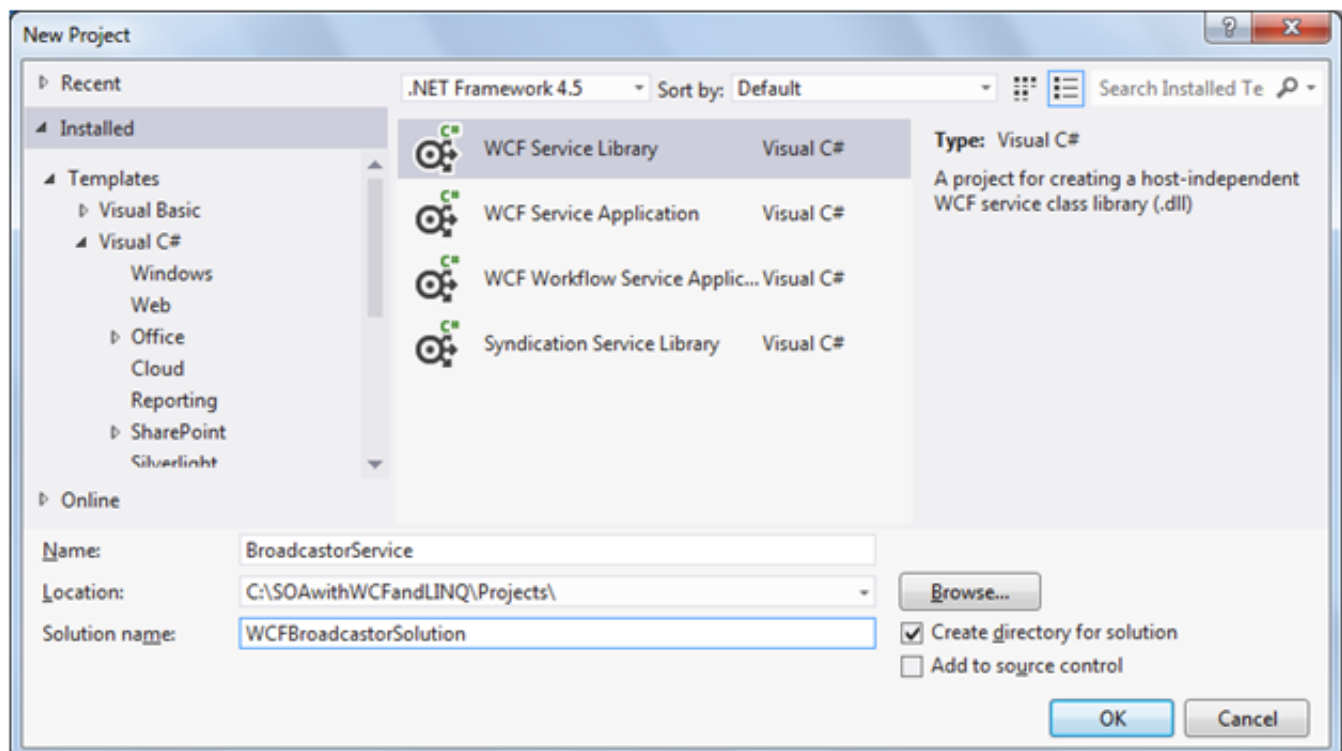 New Project
Recent
.NET Framework 4.5
Sort by: Default
Search Installed Te
Installed
Templates
Visual Basic
Visual C#
Windows
Web
Office
Cloud
Reporting
SharePoint
Silverlight
Online
C# WCF Service Library Visual C#
C# WCF Service Application Visual C#
C# WCF Workflow Service Applic... Visual C#
C# Syndication Service Library Visual C#
Type: Visual C#
A project for creating a host-independent
WCF service class library (.dll)
Name: BroadcastorService
Location: C:\SOAwithWCFandLINQ\Projects\
Browse...
Solution name: WCFBroadcastorSolution
Create directory for solution
Add to source control
OK Cancel